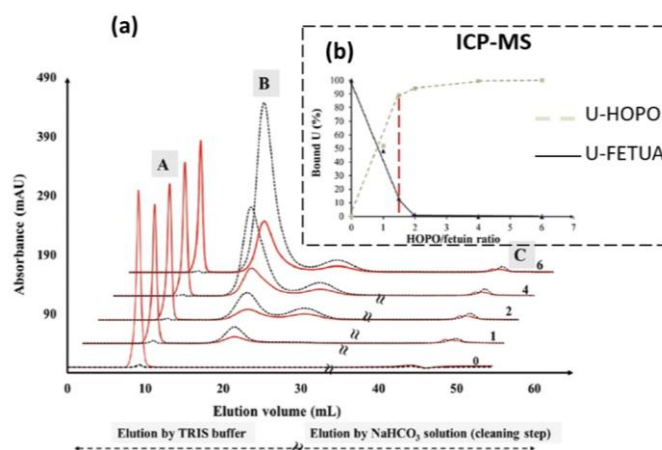 (a)
490
390
290
190
90
Absorbance (mAU)
A
B
C
6
4
2
1
0
0
10
20
30
40
50
60
Elution volume (mL)
Elution by TRIS buffer
Elution by NaHCO₃ solution (cleaning step)
(b)
ICP-MS
100
90
80
70
60
50
40
30
20
10
0
Bound U (%)
0
1
2
3
4
5
6
7
HOPO/fetuin ratio
U-HOPO
U-FETUA